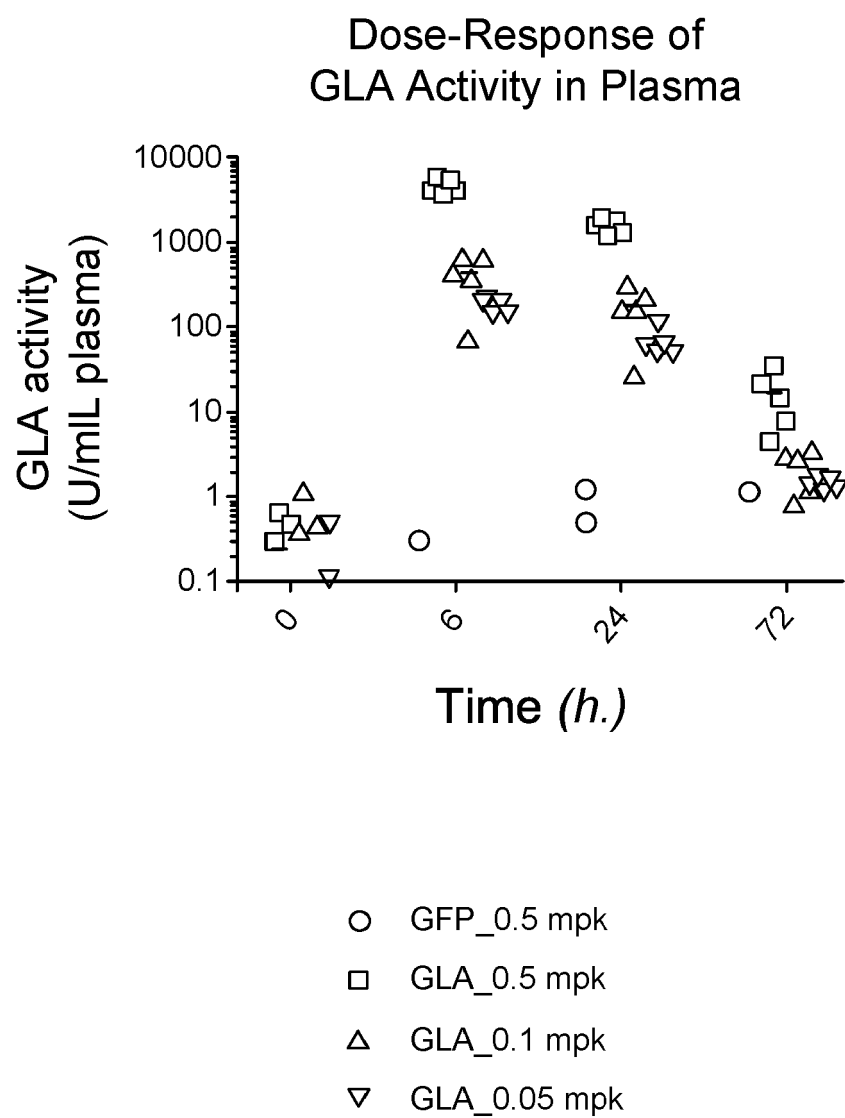 Dose-Response of
GLA Activity in Plasma
GLA activity
(U/mlL plasma)
10000
1000
100
10
1
0.1
0
6
24
72
Time (h.)
GFP_0.5 mpk
GLA_0.5 mpk
GLA_0.1 mpk
GLA_0.05 mpk